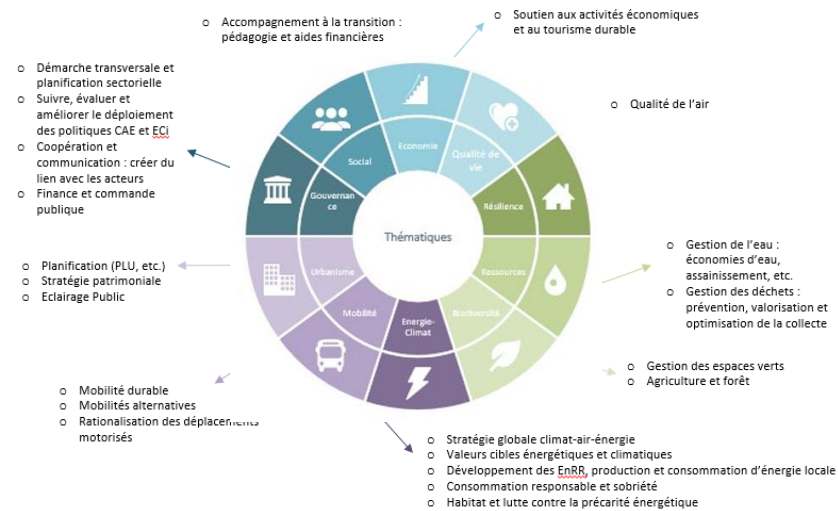 o Accompagnement à la transition :
pédagogie et aides financières
o Soutien aux activités économiques
et au tourisme durable
o Démarche transversale et
planification sectorielle
o Suivre, évaluer et
améliorer le déploiement
des politiques CAE et ECi
o Coopération et
communication : créer du
lien avec les acteurs
o Finance et commande
publique
o Qualité de l'air
Economie
Qualité de
vie
Social
Gouvernan
ce
Résilience
Thématiques
Urbanisme
Ressources
Mobilité
Energie-
Climat
Biodiversité
o Planification (PLU, etc.)
o Stratégie patrimoniale
o Eclairage Public
o Gestion de l'eau :
économies d'eau,
assainissement, etc.
o Gestion des déchets :
prévention, valorisation et
optimisation de la collecte
o Gestion des espaces verts
o Agriculture et forêt
o Mobilité durable
o Mobilités alternatives
o Rationalisation des déplacements
motorisés
o Stratégie globale climat-air-énergie
o Valeurs cibles énergétiques et climatiques
o Développement des EnRR, production et consommation d'énergie locale
o Consommation responsable et sobriété
o Habitat et lutte contre la précarité énergétique